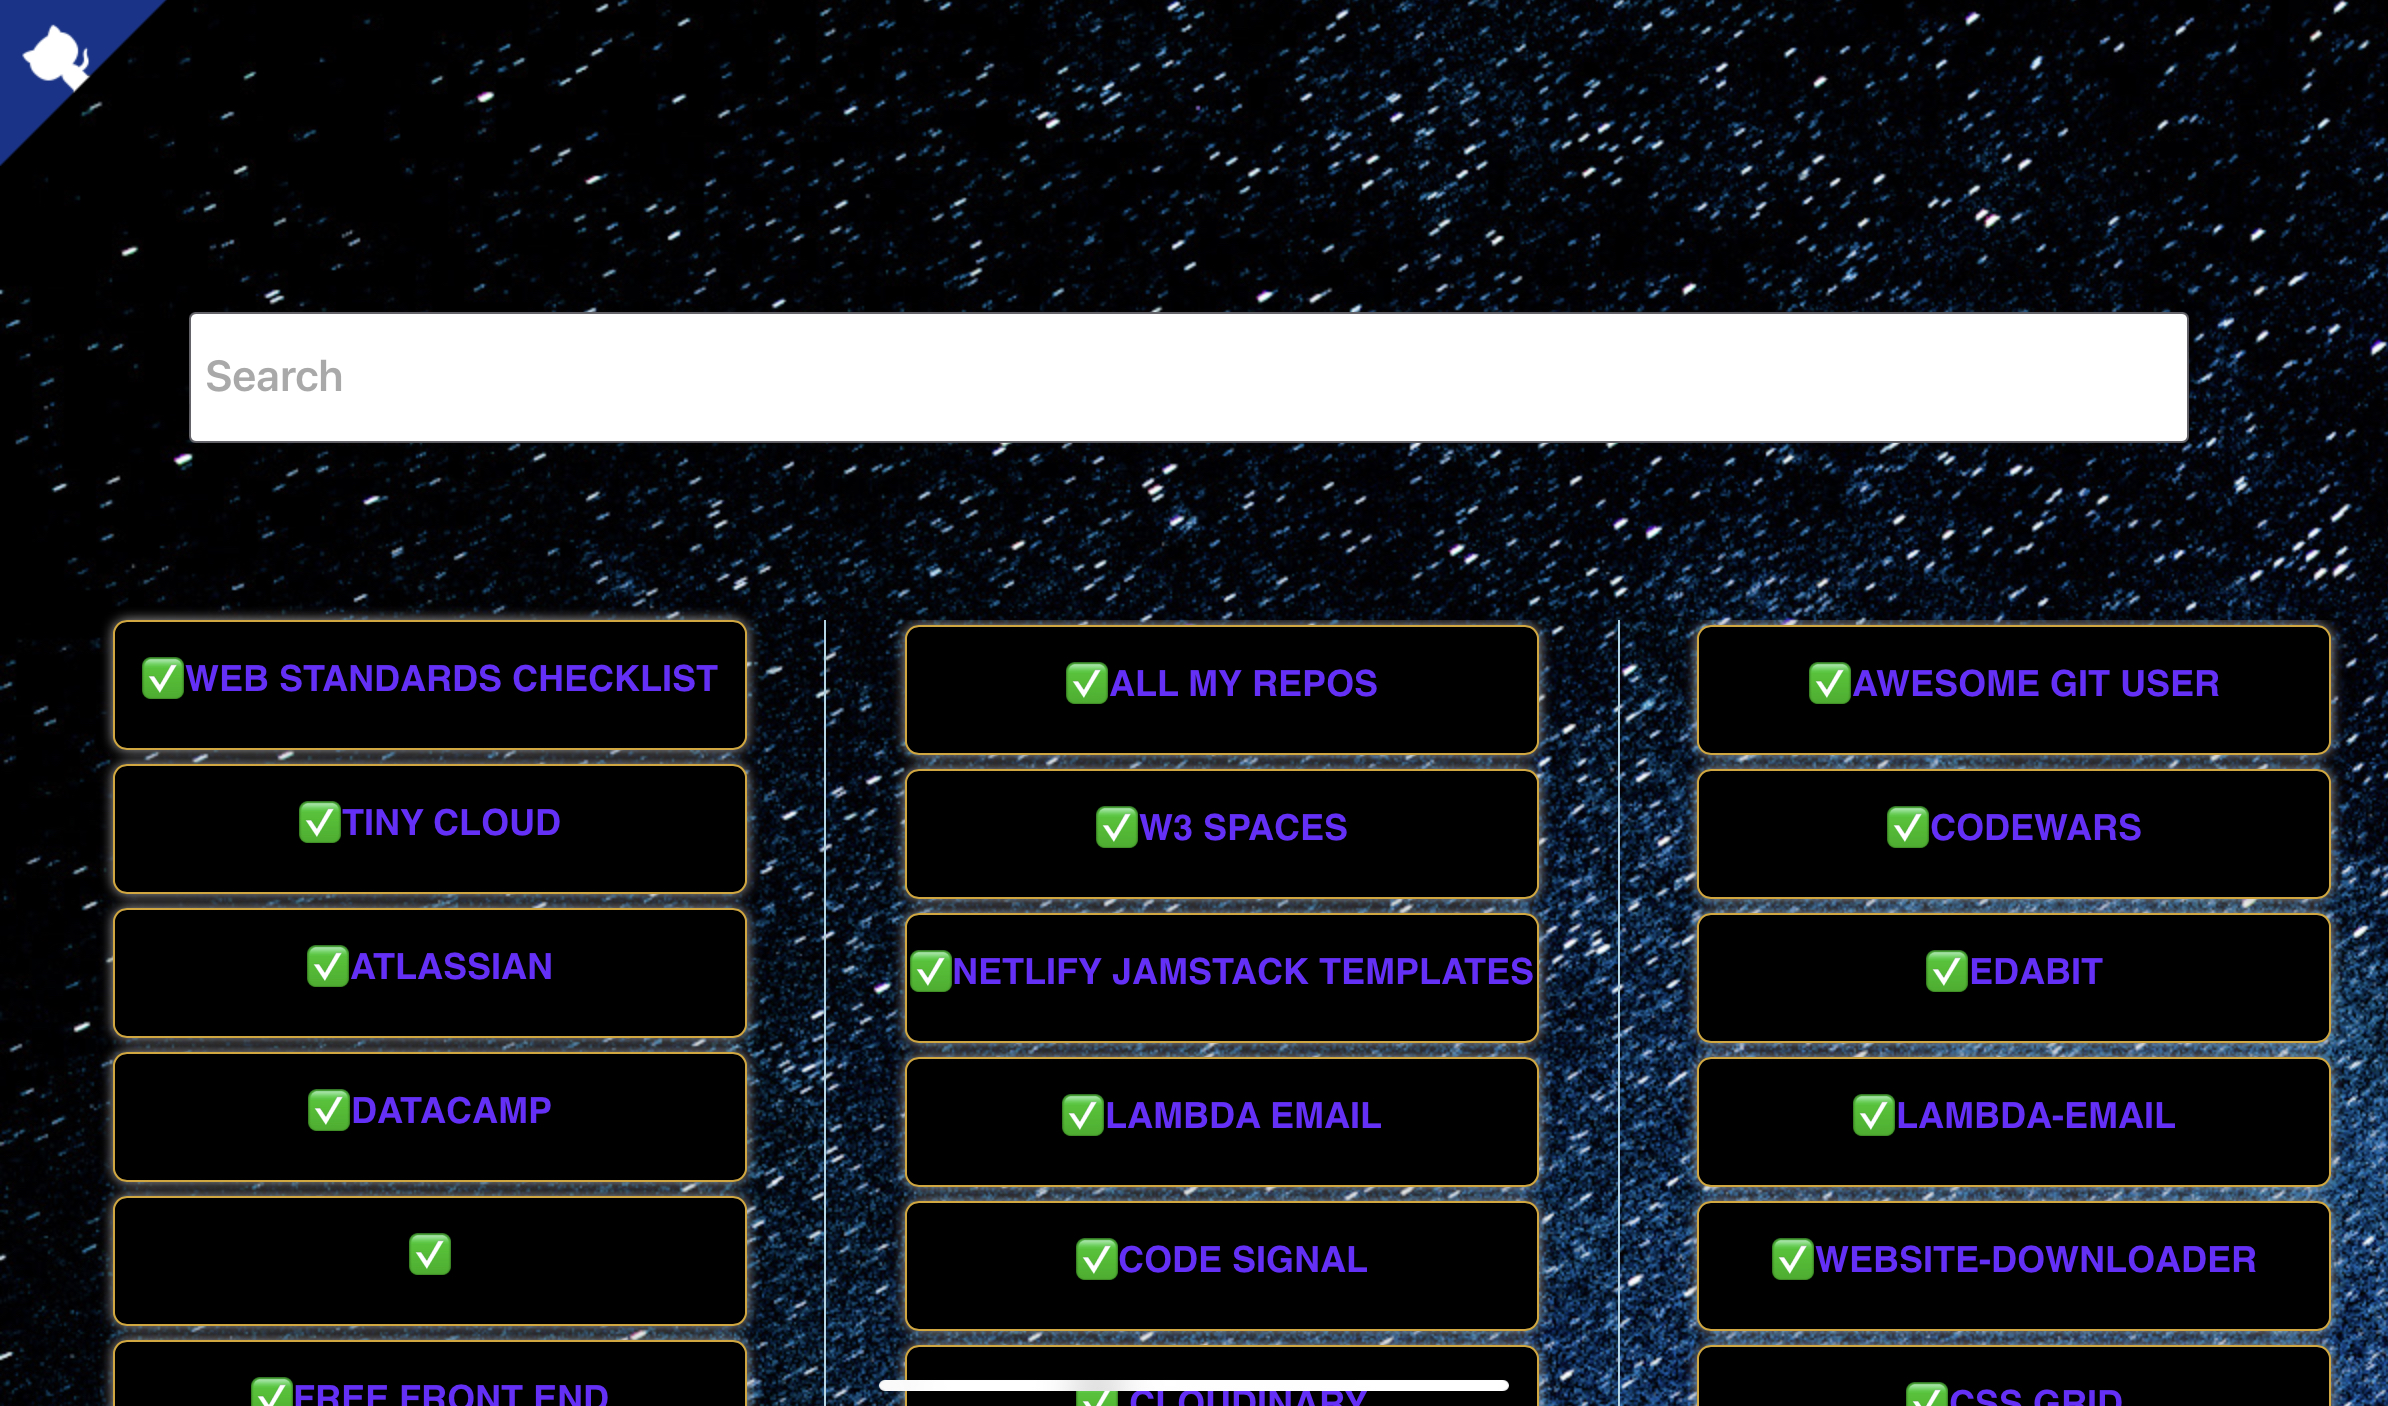 Search
✅WEB STANDARDS CHECKLIST
✅TINY CLOUD
✅ATLASSIAN
✅DATACAMP
✅
✅FREE FRONT END
✅ALL MY REPOS
✅W3 SPACES
✅NETLIFY JAMSTACK TEMPLATES
✅LAMBDA EMAIL
✅CODE SIGNAL
✅ CLOUDINARY
✅AWESOME GIT USER
✅CODEWARS
✅EDABIT
✅LAMBDA-EMAIL
✅WEBSITE-DOWNLOADER
✅CSS GRID